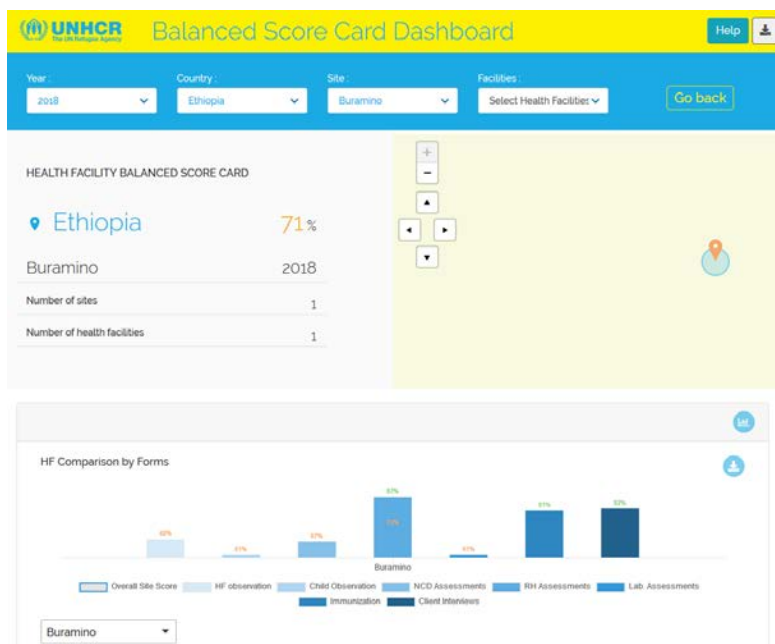 UNHCR
The UN Refugee Agency
Balanced Score Card Dashboard
Help
Year :
Country :
Site :
Facilities :
2018
Ethiopia
Buramino
Select Health Facilities
Go back
HEALTH FACILITY BALANCED SCORE CARD
Ethiopia 71%
Buramino 2018
Number of sites 1
Number of health facilities 1
HF Comparison by Forms
Buramino
Overall Site Score HF observation Child Observation NCD Assessments RH Assessments Lab. Assessments
Immunization Client Interviews
Buramino